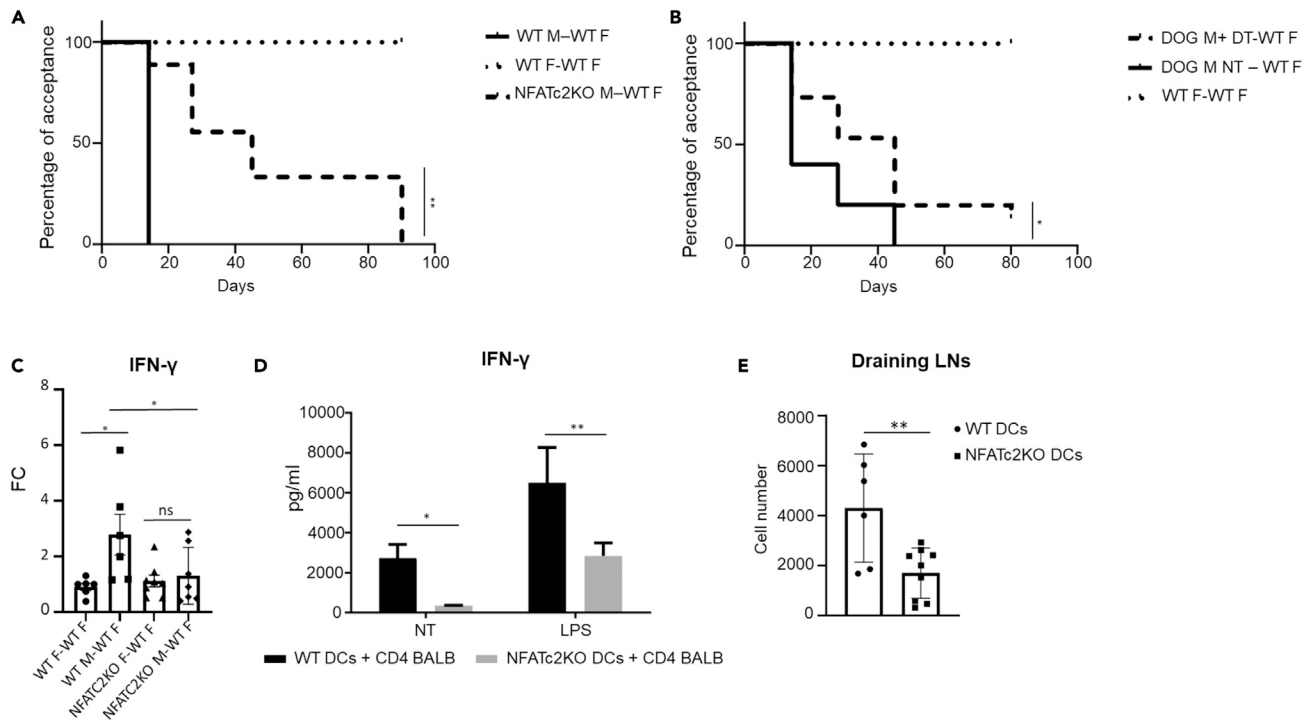 A
Percentage of acceptance
100
50
0
0 20 40 60 80 100
Days
WT M–WT F
WT F-WT F
NFATc2KO M–WT F
**
B
Percentage of acceptance
100
50
0
0 20 40 60 80 100
Days
DOG M+ DT-WT F
DOG M NT – WT F
WT F-WT F
*
C
IFN-γ
FC
8
6
4
2
0
*
*
ns
WT F-WT F
WT M-WT F
NFATC2KO F-WT F
NFATC2KO M-WT F
D
IFN-γ
pg/ml
10000
8000
6000
4000
2000
0
*
**
NT LPS
WT DCs + CD4 BALB
NFATc2KO DCs + CD4 BALB
E
Draining LNs
Cell number
8000
6000
4000
2000
0
**
WT DCs
NFATc2KO DCs